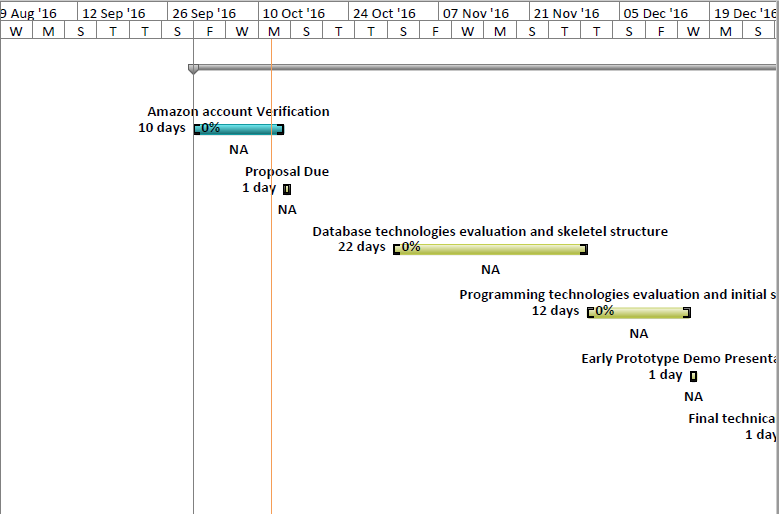 9 Aug '16 12 Sep '16 26 Sep '16 10 Oct '16 24 Oct '16 07 Nov '16 21 Nov '16 05 Dec '16 19 Dec '16
W M S T T S F W M S T T S F W M S T T S F W M S
Amazon account Verification
10 days 0%
NA
Proposal Due
1 day
NA
Database technologies evaluation and skeletel structure
22 days 0%
NA
Programming technologies evaluation and initial s
12 days 0%
NA
Early Prototype Demo Presenta
1 day
NA
Final technica
1 day